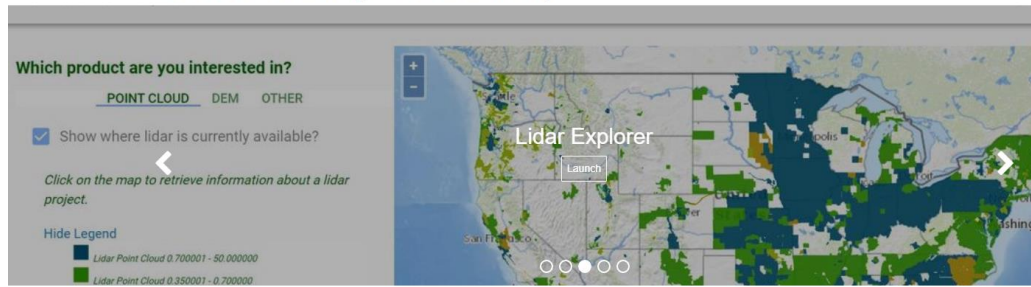 Which product are you interested in?
POINT CLOUD DEM OTHER
Show where lidar is currently available?
Click on the map to retrieve information about a lidar
project.
Hide Legend
Lidar Point Cloud 0.700001 - 50.000000
Lidar Point Cloud 0.350001 - 0.700000
+
-
Lidar Explorer
Launch